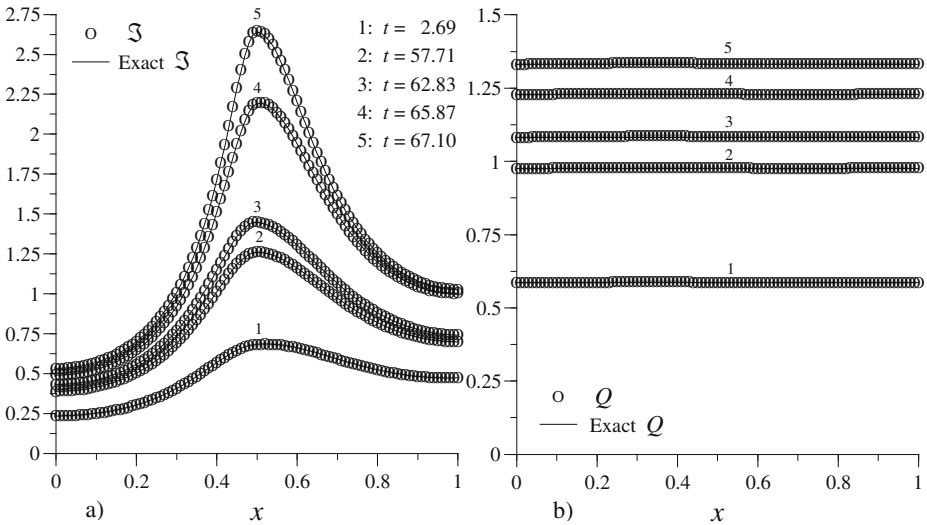 2.75
2.5
2.25
2
1.75
1.5
1.25
1
0.75
0.5
0.25
0
0 0.2 0.4 0.6 0.8 1
a) x
O ℑ
Exact ℑ
1: t = 2.69
2: t = 57.71
3: t = 62.83
4: t = 65.87
5: t = 67.10
5
4
3
2
1
1.5
1.25
1
0.75
0.5
0.25
0
0 0.2 0.4 0.6 0.8 1
b) x
5
4
3
2
1
O Q
Exact Q